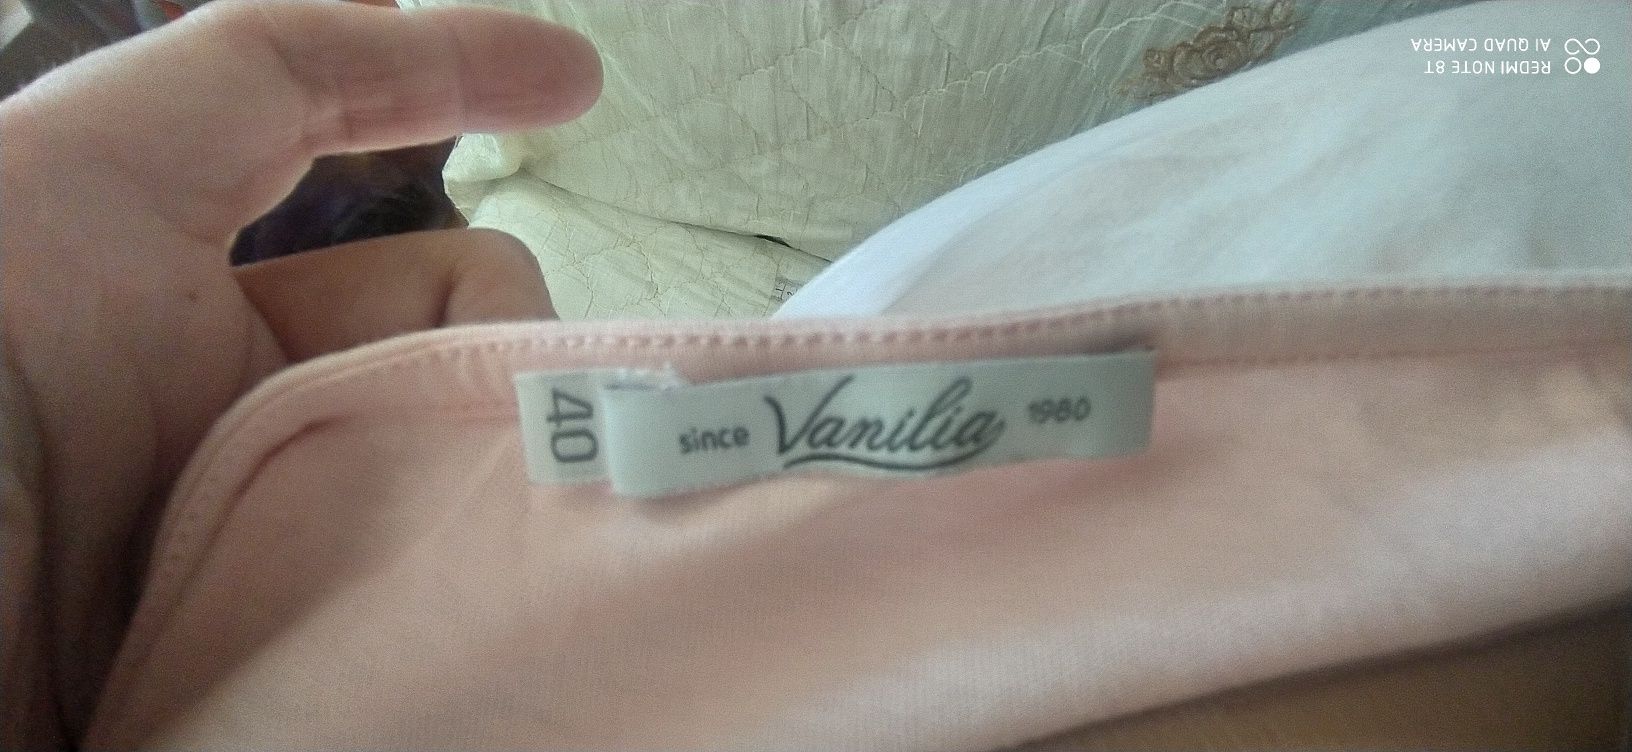 40
since Vanilia 1980
REDMI NOTE 8T
AI QUAD CAMERA